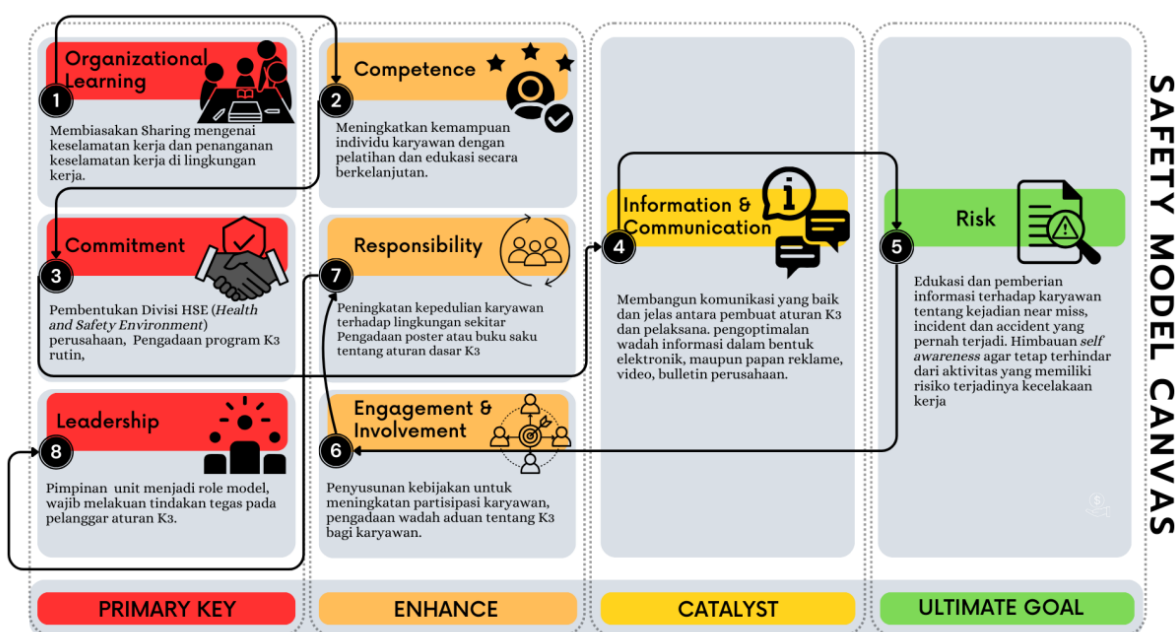 Organizational
Learning
1
Membiasakan Sharing mengenai
keselamatan kerja dan penanganan
keselamatan kerja di lingkungan
kerja.
Competence
2
Meningkatkan kemampuan
individu karyawan dengan
pelatihan dan edukasi secara
berkelanjutan.
Commitment
3
Pembentukan Divisi HSE (Health
and Safety Environment)
perusahaan, Pengadaan program K3
rutin,
Responsibility
7
Peningkatan kepedulian karyawan
terhadap lingkungan sekitar
Pengadaan poster atau buku saku
tentang aturan dasar K3
Leadership
8
Pimpinan unit menjadi role model,
wajib melakuan tindakan tegas pada
pelanggar aturan K3.
Engagement &
Involvement
6
Penyusunan kebijakan untuk
meningkatan partisipasi karyawan,
pengadaan wadah aduan tentang K3
bagi karyawan.
Information &
Communication
4
Membangun komunikasi yang baik
dan jelas antara pembuat aturan K3
dan pelaksana. pengoptimalan
wadah informasi dalam bentuk
elektronik, maupun papan reklame,
video, bulletin perusahaan.
Risk
5
Edukasi dan pemberian
informasi terhadap karyawan
tentang kejadian near miss,
incident dan accident yang
pernah terjadi. Himbauan self
awareness agar tetap terhindar
dari aktivitas yang memiliki
risiko terjadinya kecelakaan
kerja
PRIMARY KEY
ENHANCE
CATALYST
ULTIMATE GOAL
SAFETY MODEL CANVAS